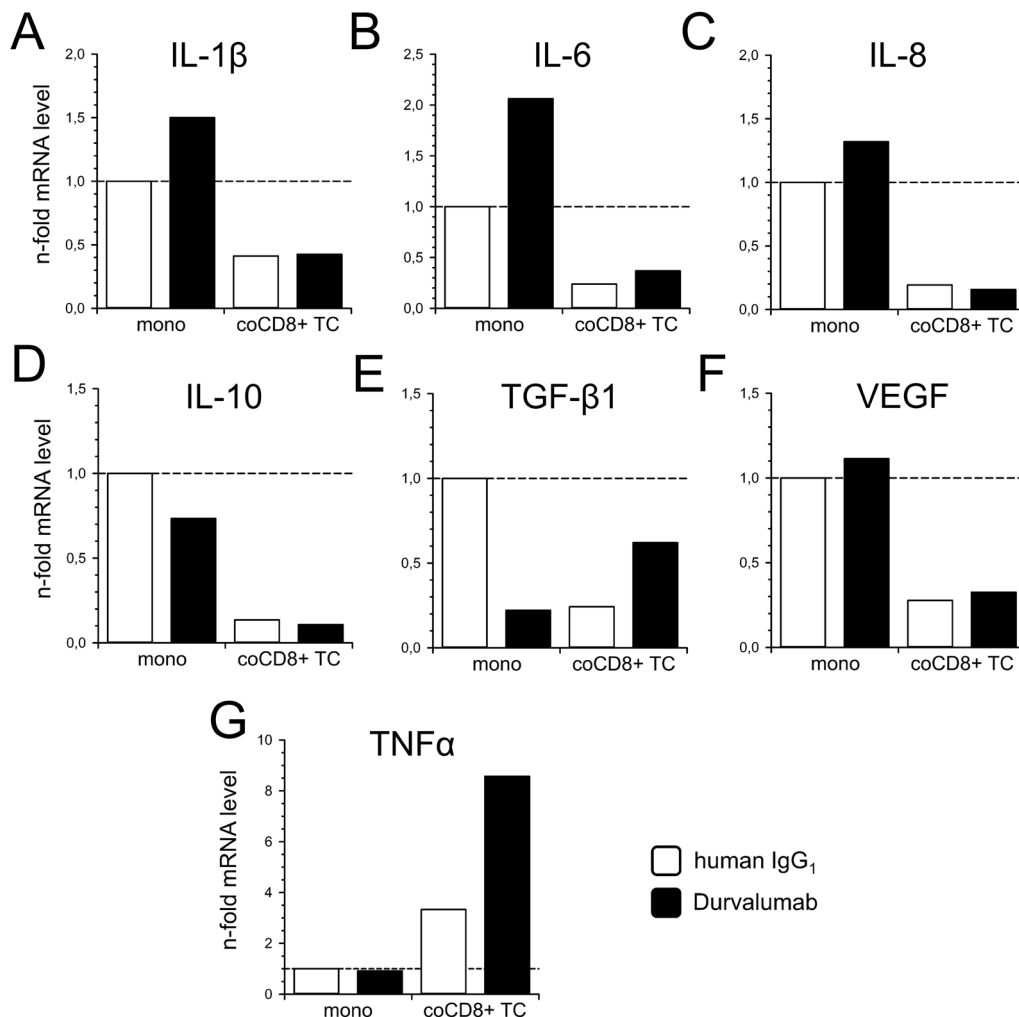 A
IL-1β
n-fold mRNA level
2,0
1,5
1,0
0,5
0,0
mono
coCD8+ TC
B
IL-6
2,5
2,0
1,5
1,0
0,5
0,0
mono
coCD8+ TC
C
IL-8
2,0
1,5
1,0
0,5
0,0
mono
coCD8+ TC
D
IL-10
n-fold mRNA level
1,5
1,0
0,5
0,0
mono
coCD8+ TC
E
TGF-β1
1,5
1,0
0,5
0,0
mono
coCD8+ TC
F
VEGF
1,5
1,0
0,5
0,0
mono
coCD8+ TC
G
TNFα
n-fold mRNA level
10
8
6
4
2
0
mono
coCD8+ TC
human IgG₁
Durvalumab